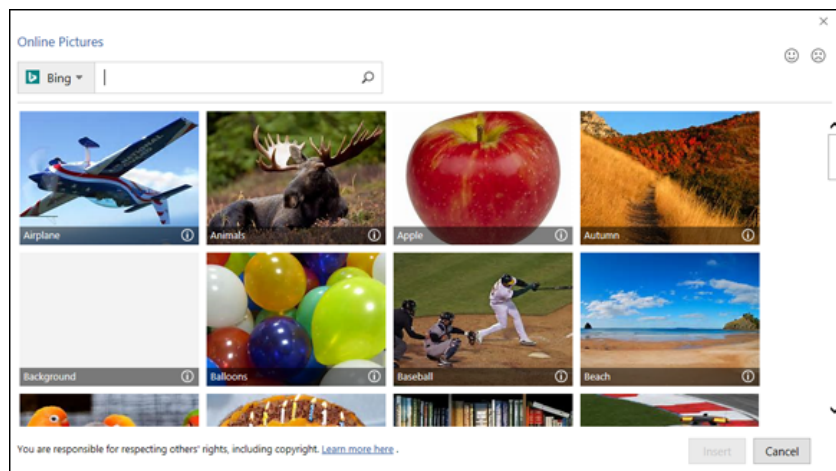 Online Pictures
Bing
Airplane
Animals
Apple
Autumn
Background
Balloons
Baseball
Beach
You are responsible for respecting others' rights, including copyright. Learn more here .
Insert
Cancel